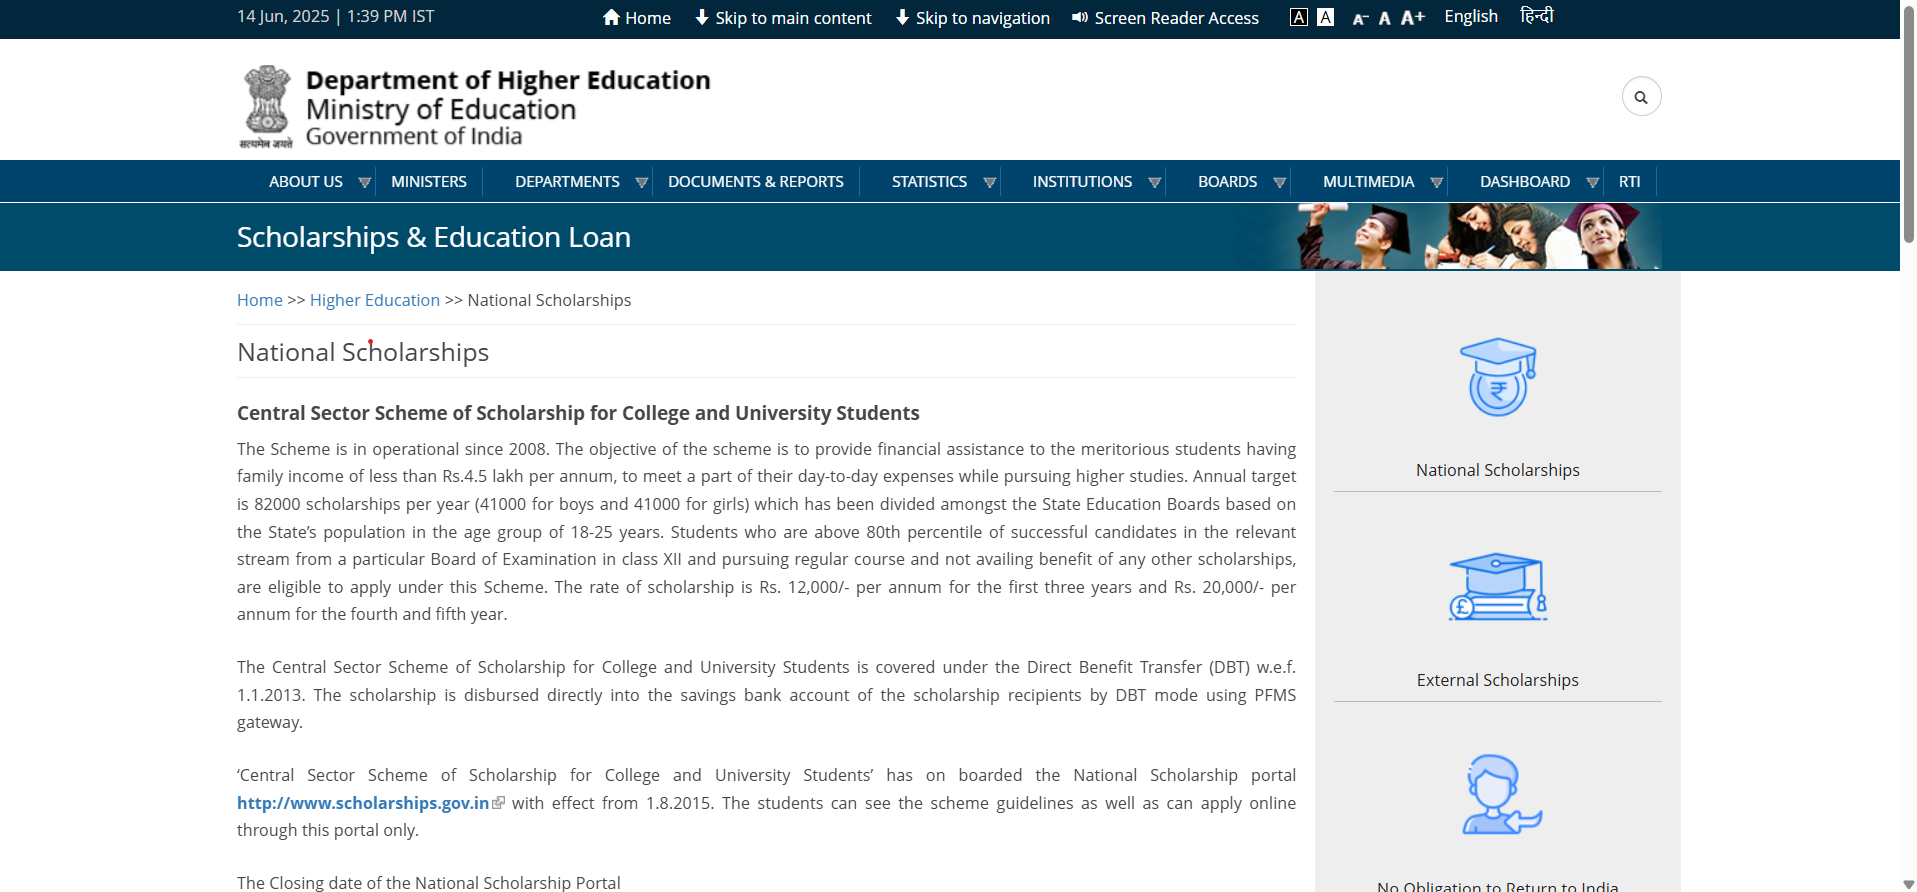 14 Jun, 2025 | 1:39 PM IST
Home
Skip to main content
Skip to navigation
Screen Reader Access
A
A
A-
A
A+
English
हिन्दी
सत्यमेव जयते
Department of Higher Education
Ministry of Education
Government of India
ABOUT US
MINISTERS
DEPARTMENTS
DOCUMENTS & REPORTS
STATISTICS
INSTITUTIONS
BOARDS
MULTIMEDIA
DASHBOARD
RTI
Scholarships & Education Loan
Home >> Higher Education >> National Scholarships
National Scholarships
Central Sector Scheme of Scholarship for College and University Students
The Scheme is in operational since 2008. The objective of the scheme is to provide financial assistance to the meritorious students having
family income of less than Rs.4.5 lakh per annum, to meet a part of their day-to-day expenses while pursuing higher studies. Annual target
is 82000 scholarships per year (41000 for boys and 41000 for girls) which has been divided amongst the State Education Boards based on
the State’s population in the age group of 18-25 years. Students who are above 80th percentile of successful candidates in the relevant
stream from a particular Board of Examination in class XII and pursuing regular course and not availing benefit of any other scholarships,
are eligible to apply under this Scheme. The rate of scholarship is Rs. 12,000/- per annum for the first three years and Rs. 20,000/- per
annum for the fourth and fifth year.
The Central Sector Scheme of Scholarship for College and University Students is covered under the Direct Benefit Transfer (DBT) w.e.f.
1.1.2013. The scholarship is disbursed directly into the savings bank account of the scholarship recipients by DBT mode using PFMS
gateway.
‘Central Sector Scheme of Scholarship for College and University Students’ has on boarded the National Scholarship portal
http://www.scholarships.gov.in with effect from 1.8.2015. The students can see the scheme guidelines as well as can apply online
through this portal only.
The Closing date of the National Scholarship Portal
National Scholarships
External Scholarships
No Obligation to Return to India